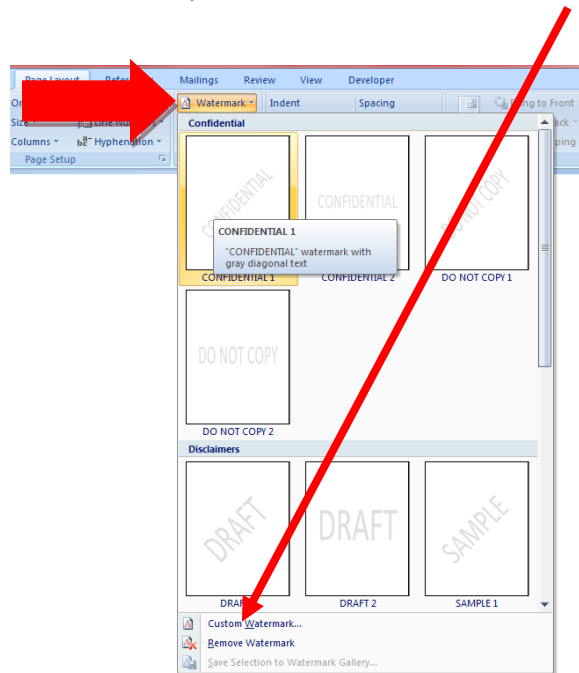 Page Layout Mailings Review View Developer
Watermark Indent Spacing to Front
Size Line Numbers
Columns Hyphenation
Page Setup
Confidential
CONFIDENTIAL
CONFIDENTIAL
DO NOT COPY
CONFIDENTIAL 1
"CONFIDENTIAL" watermark with
gray diagonal text
CONFIDENTIAL 1 CONFIDENTIAL 2 DO NOT COPY 1
DO NOT COPY
DO NOT COPY 2
Disclaimers
DRAFT
DRAFT
SAMPLE
DRAFT 2 SAMPLE 1
Custom Watermark...
Remove Watermark
Save Selection to Watermark Gallery...